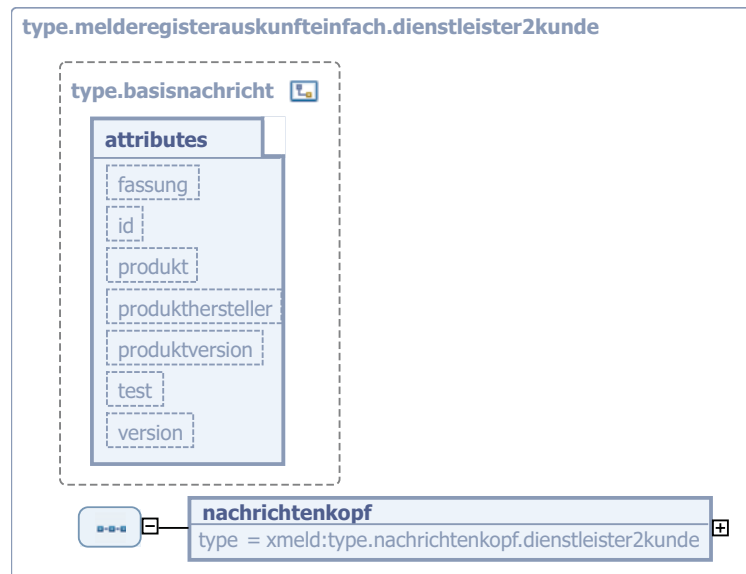 type.melderegisterauskunfteinfach.dienstleister2kunde
type.basisnachricht
attributes
fassung
id
produkt
produkthersteller
produktversion
test
version
nachrichtenkopf
type = xmeld:type.nachrichtenkopf.dienstleister2kunde